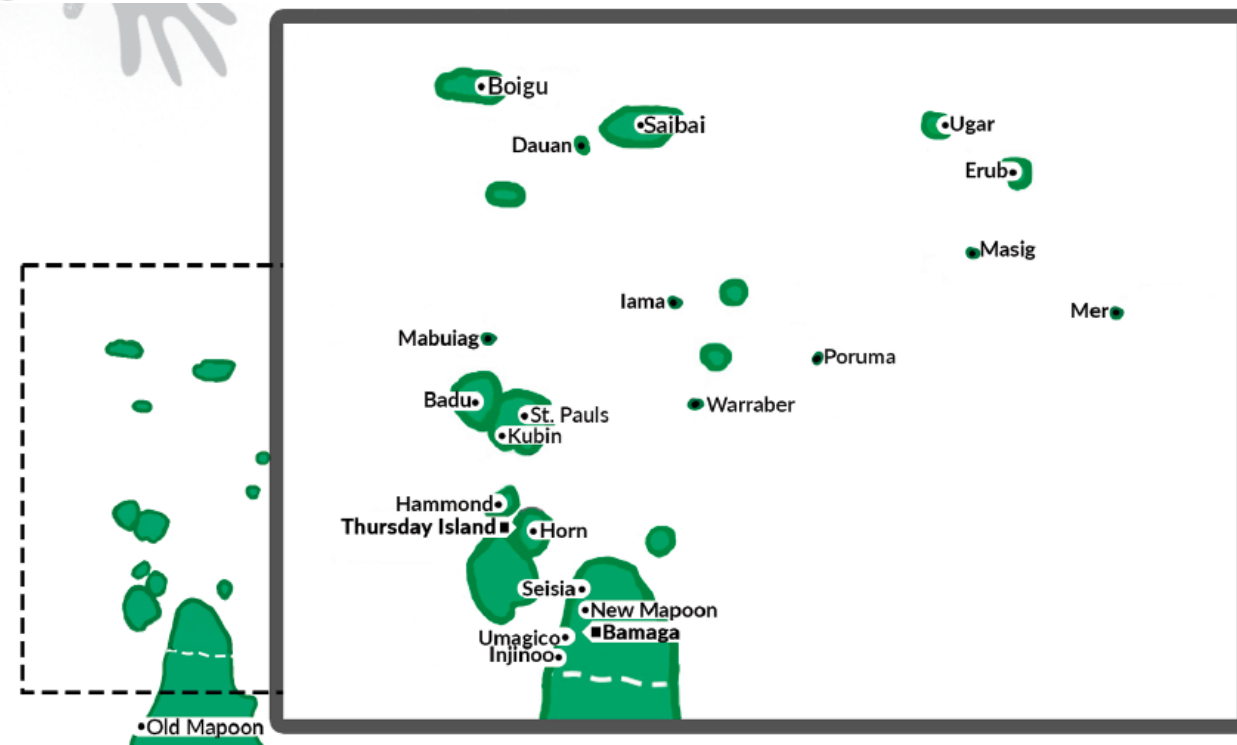 Boigu
Saibai
Ugar
Dauan
Erub
Masig
Iama
Mer
Mabuiag
Poruma
Badu
Warraber
St. Pauls
Kubin
Hammond
Thursday Island
Horn
Seisia
New Mapoon
Bamaga
Umagico
Injinoo
Old Mapoon